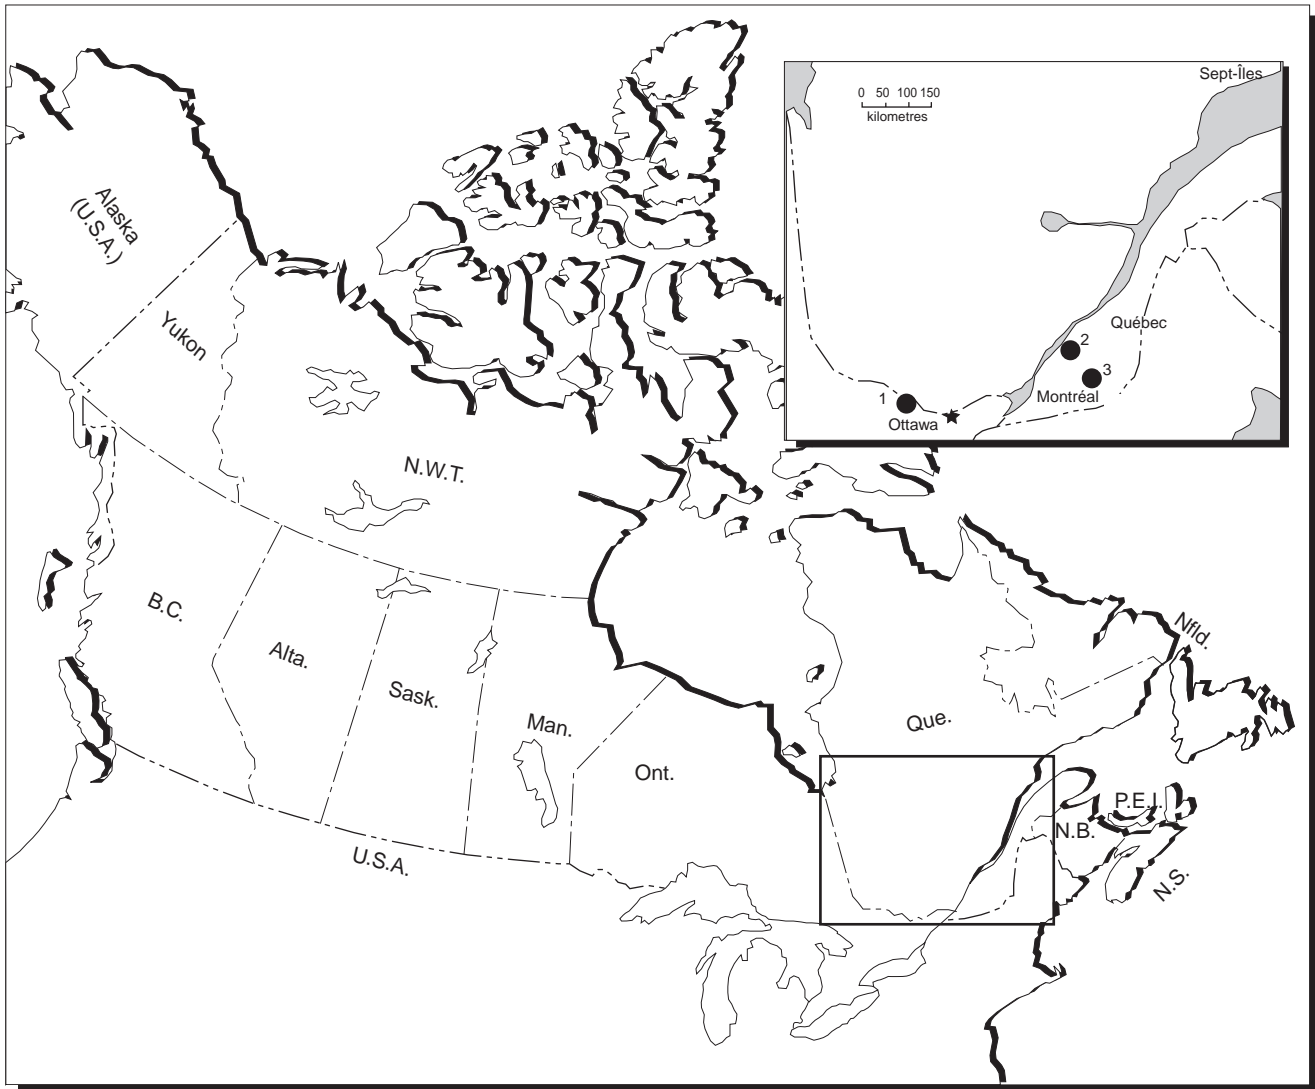 Sept-Îles
0 50 100 150
kilometres
Alaska
(U.S.A.)
Yukon
Québec
2
3
Montréal
1
Ottawa
N.W.T.
B.C.
Alta.
Sask.
Man.
Ont.
Que.
Nfld.
P.E.I.
N.B.
N.S.
U.S.A.